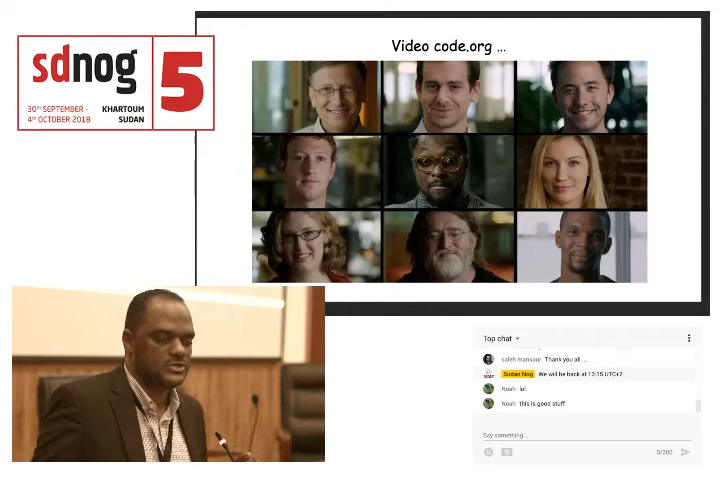 Video code.org ...
sdnog 5
30TH SEPTEMBER -
4TH OCTOBER 2018
KHARTOUM
SUDAN
Top chat
saleh mansour Thank you all ...
Sudan Nog We will be back at 13:15 UTC+2
Noah lol
Noah this is good stuff
Say something...
0/200